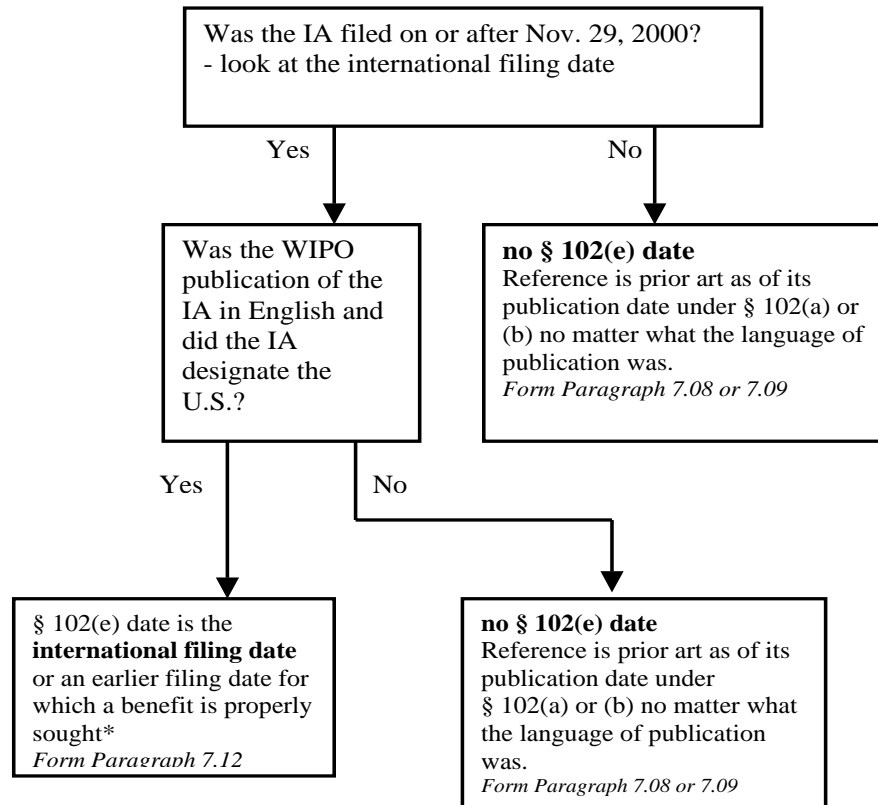 Was the IA filed on or after Nov. 29, 2000?
- look at the international filing date
Yes
No
Was the WIPO
publication of the
IA in English and
did the IA
designate the
U.S.?
no § 102(e) date
Reference is prior art as of its
publication date under § 102(a) or
(b) no matter what the language of
publication was.
Form Paragraph 7.08 or 7.09
Yes
No
§ 102(e) date is the
international filing date
or an earlier filing date for
which a benefit is properly
sought*
Form Paragraph 7.12
no § 102(e) date
Reference is prior art as of its
publication date under
§ 102(a) or (b) no matter what
the language of publication
was.
Form Paragraph 7.08 or 7.09